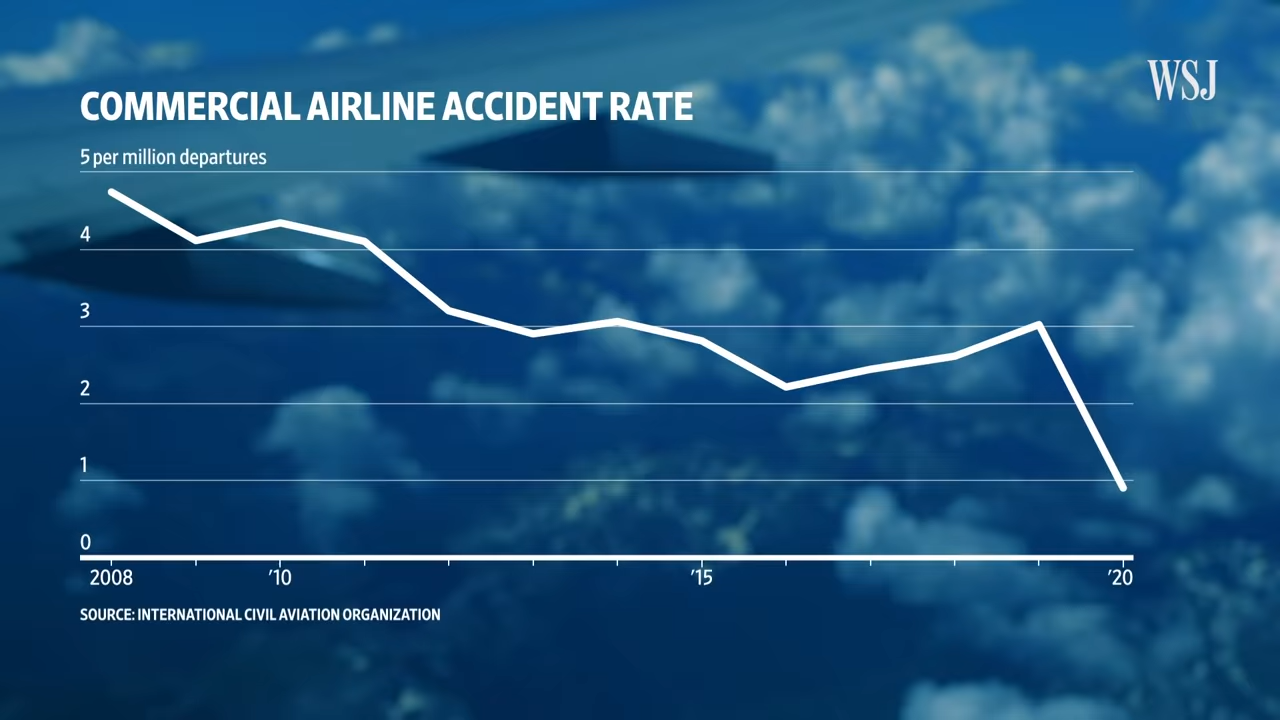 WSJ
COMMERCIAL AIRLINE ACCIDENT RATE
5 per million departures
4
3
2
1
0
2008 ’10 ’15 ’20
SOURCE: INTERNATIONAL CIVIL AVIATION ORGANIZATION